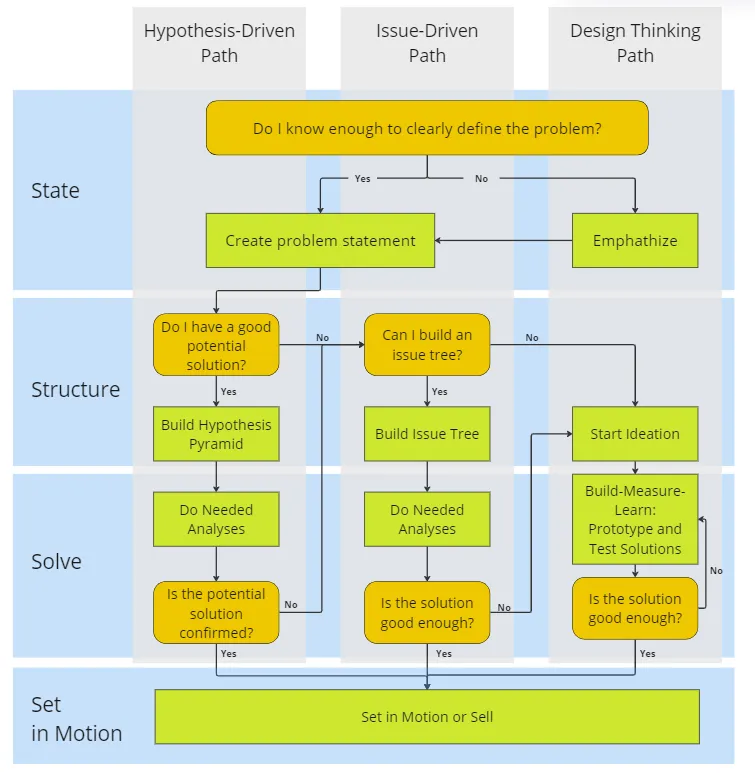 Hypothesis-Driven
Path
Issue-Driven
Path
Design Thinking
Path
State
Do I know enough to clearly define the problem?
Yes
No
Create problem statement
Emphathize
Structure
Do I have a good
potential
solution?
No
Can I build an
issue tree?
No
Yes
Yes
Build Hypothesis
Pyramid
Build Issue Tree
Start Ideation
Solve
Do Needed
Analyses
Do Needed
Analyses
Build-Measure-
Learn:
Prototype and
Test Solutions
No
Is the potential
solution
confirmed?
No
Is the solution
good enough?
No
Is the solution
good enough?
Yes
Yes
Yes
Set
in Motion
Set in Motion or Sell